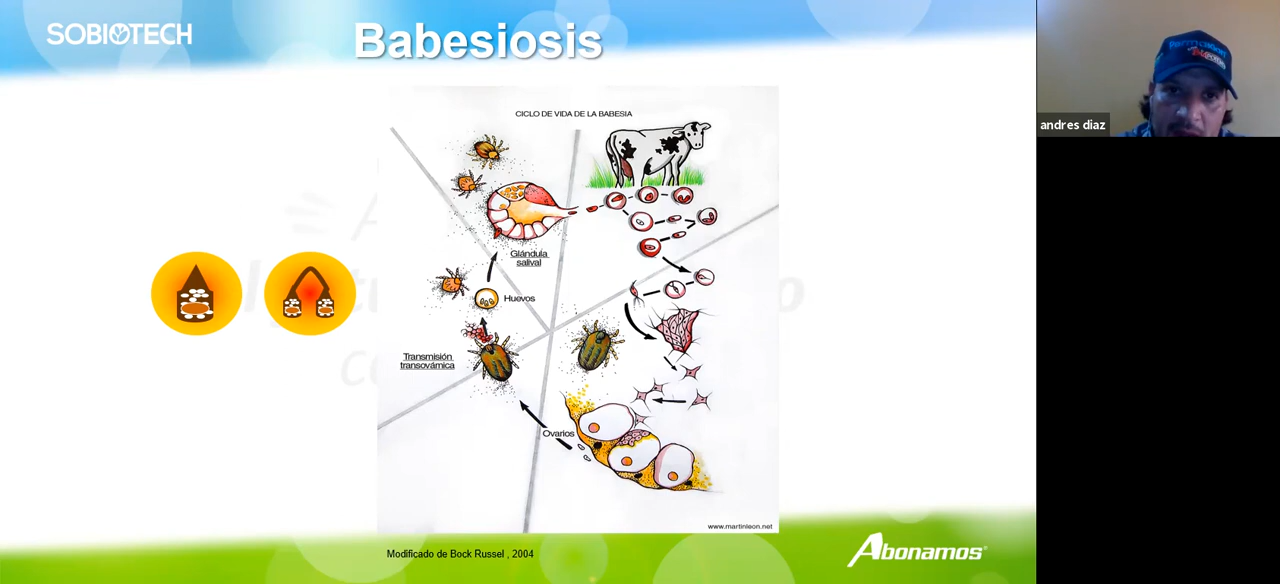 SOBIOTECH
Babesiosis
andres diaz
CICLO DE VIDA DE LA BABESIA
Glándula
salival
Huevos
Transmisión
transovámica
Ovarios
www.martinleon.net
Modificado de Bock Russel , 2004
Abonamos